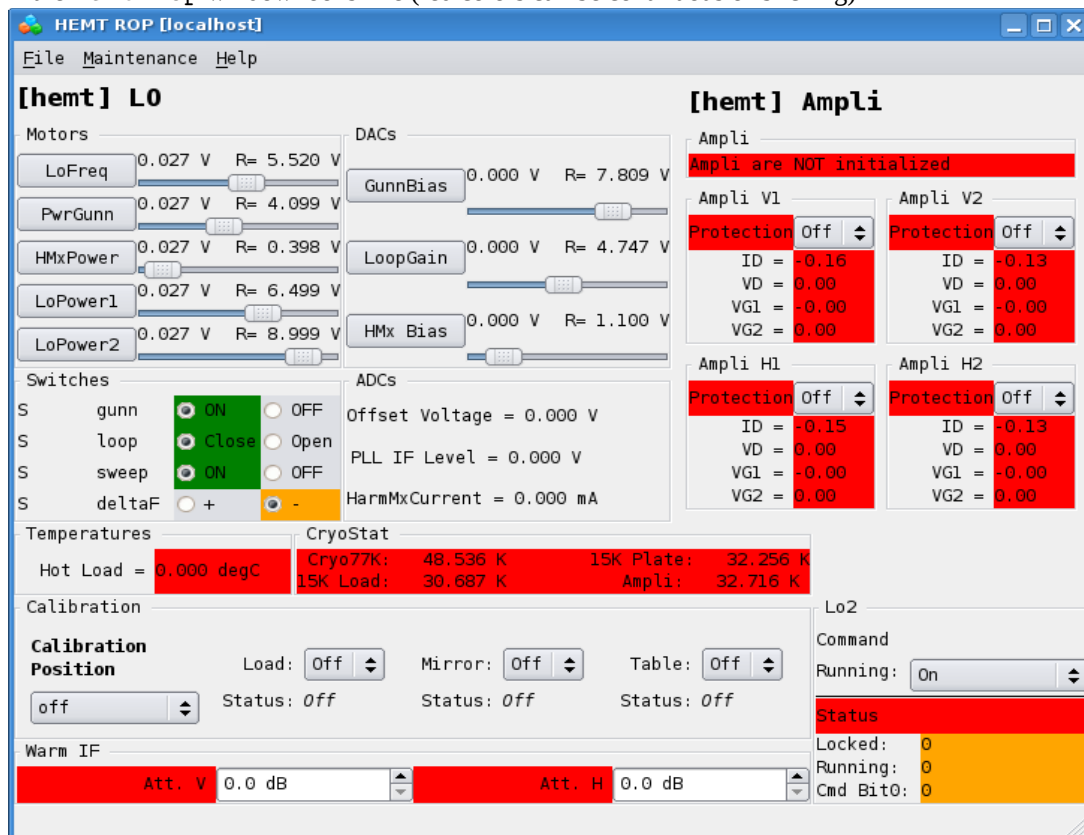 HEMT ROP [localhost]
File Maintenance Help
[hemt] LO
Motors
LoFreq 0.027 V R= 5.520 V
PwrGunn 0.027 V R= 4.099 V
HMxPower 0.027 V R= 0.398 V
LoPower1 0.027 V R= 6.499 V
LoPower2 0.027 V R= 8.999 V
DACs
GunnBias 0.000 V R= 7.809 V
LoopGain 0.000 V R= 4.747 V
HMx Bias 0.000 V R= 1.100 V
[hemt] Ampli
Ampli
Ampli are NOT initialized
Ampli V1
Protection Off
ID = -0.16
VD = 0.00
VG1 = -0.00
VG2 = 0.00
Ampli V2
Protection Off
ID = -0.13
VD = 0.00
VG1 = -0.00
VG2 = 0.00
Ampli H1
Protection Off
ID = -0.15
VD = 0.00
VG1 = -0.00
VG2 = 0.00
Ampli H2
Protection Off
ID = -0.13
VD = 0.00
VG1 = -0.00
VG2 = 0.00
Switches
S gunn ON OFF
S loop Close Open
S sweep ON OFF
S deltaF + -
ADCs
Offset Voltage = 0.000 V
PLL IF Level = 0.000 V
HarmMxCurrent = 0.000 mA
Temperatures
Hot Load = 0.000 degC
CryoStat
Cryo77K: 48.536 K 15K Plate: 32.256 K
15K Load: 30.687 K Ampli: 32.716 K
Calibration
Calibration
Position
off
Load: Off
Status: Off
Mirror: Off
Status: Off
Table: Off
Status: Off
Lo2
Command
Running: On
Status
Locked: 0
Running: 0
Cmd Bit0: 0
Warm IF
Att. V 0.0 dB Att. H 0.0 dB